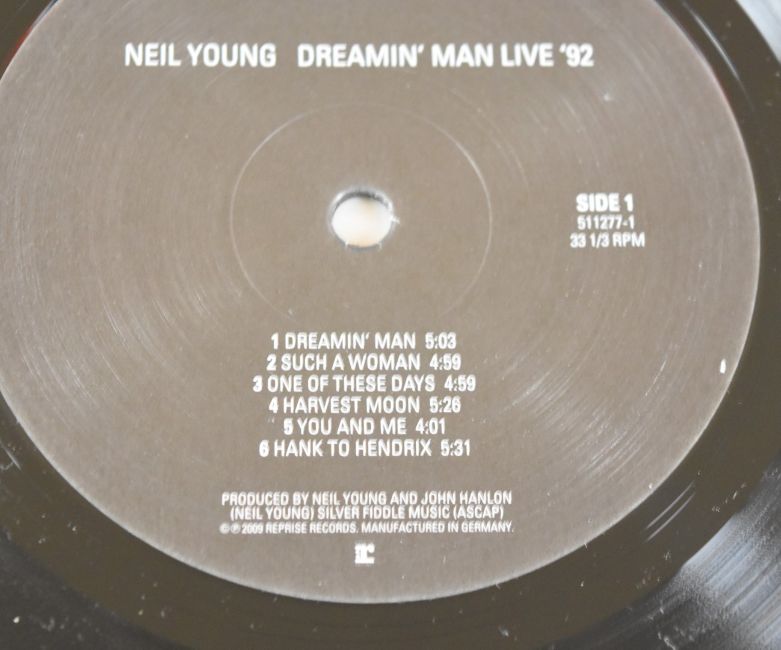 NEIL YOUNG DREAMIN' MAN LIVE '92
SIDE 1
511277-1
33 1/3 RPM
1 DREAMIN' MAN 5:03
2 SUCH A WOMAN 4:59
3 ONE OF THESE DAYS 4:59
4 HARVEST MOON 5:26
5 YOU AND ME 4:01
6 HANK TO HENDRIX 5:31
PRODUCED BY NEIL YOUNG AND JOHN HANLON
(NEIL YOUNG) SILVER FIDDLE MUSIC (ASCAP)
©℗ 2009 REPRISE RECORDS. MANUFACTURED IN GERMANY.